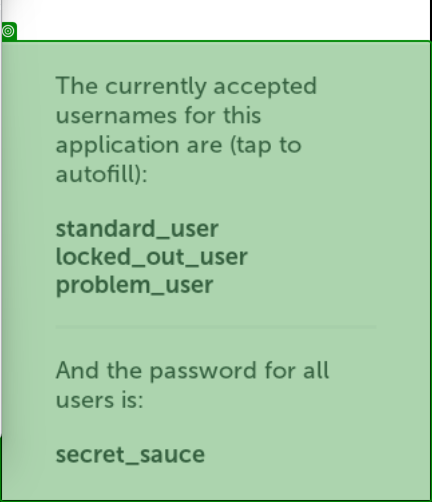 The currently accepted
usernames for this
application are (tap to
autofill):
standard_user
locked_out_user
problem_user
And the password for all
users is:
secret_sauce